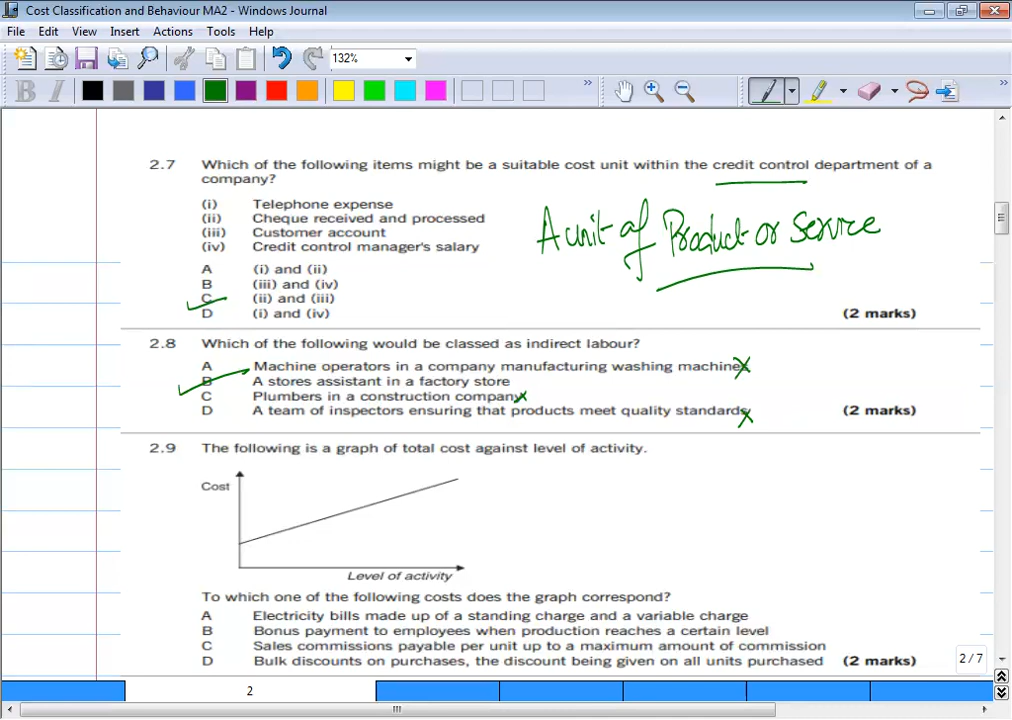 Cost Classification and Behaviour MA2 - Windows Journal
File Edit View Insert Actions Tools Help
132%
B I
2.7 Which of the following items might be a suitable cost unit within the credit control department of a
company?
(i) Telephone expense
(ii) Cheque received and processed
(iii) Customer account
(iv) Credit control manager's salary
A unit of Product or Service
A (i) and (ii)
B (iii) and (iv)
C (ii) and (iii)
D (i) and (iv) (2 marks)
2.8 Which of the following would be classed as indirect labour?
A Machine operators in a company manufacturing washing machines
B A stores assistant in a factory store
C Plumbers in a construction company
D A team of inspectors ensuring that products meet quality standards (2 marks)
2.9 The following is a graph of total cost against level of activity.
Cost
Level of activity
To which one of the following costs does the graph correspond?
A Electricity bills made up of a standing charge and a variable charge
B Bonus payment to employees when production reaches a certain level
C Sales commissions payable per unit up to a maximum amount of commission
D Bulk discounts on purchases, the discount being given on all units purchased (2 marks)
2 / 7
2